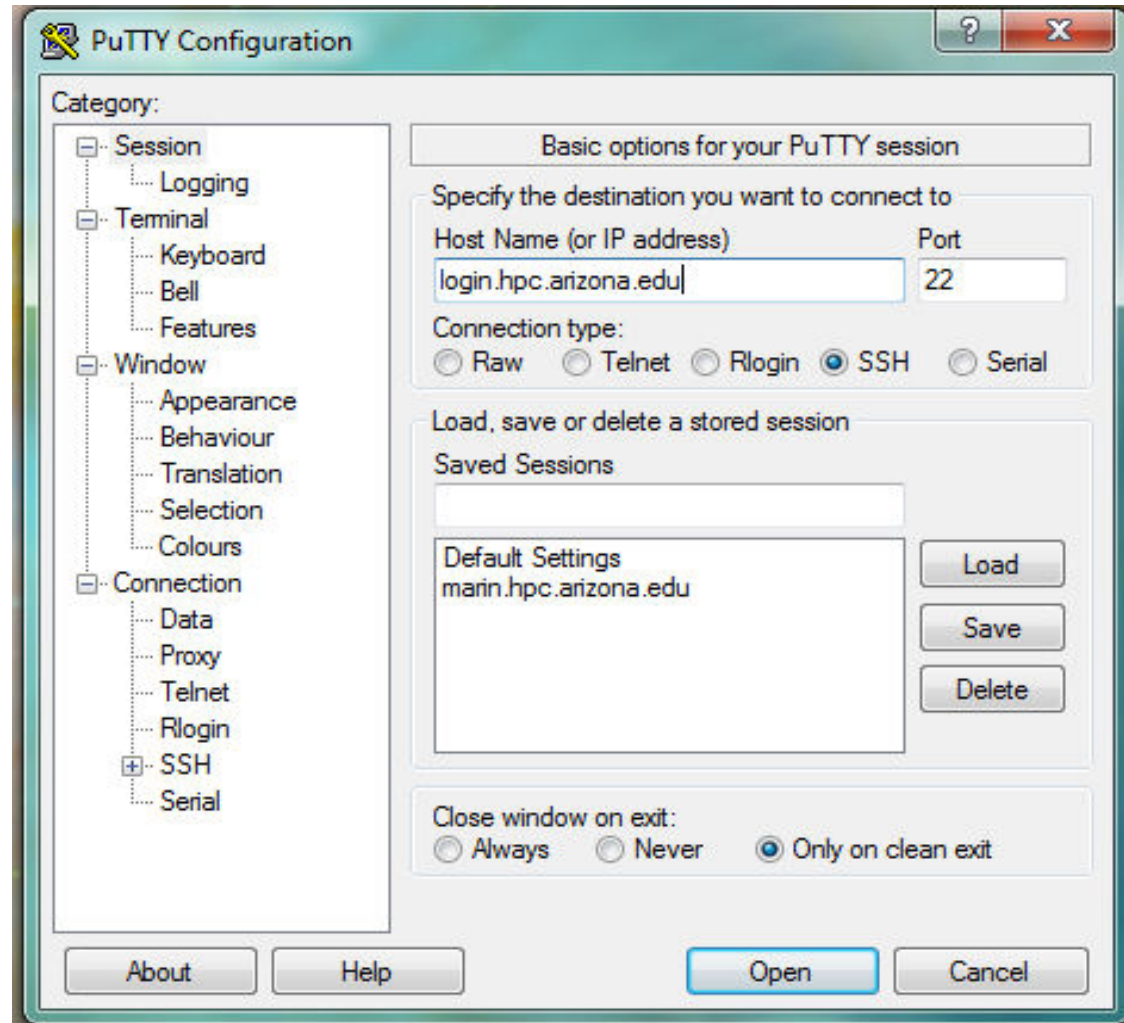 PuTTY Configuration
Category:
Session
Logging
Terminal
Keyboard
Bell
Features
Window
Appearance
Behaviour
Translation
Selection
Colours
Connection
Data
Proxy
Telnet
Rlogin
SSH
Serial
Basic options for your PuTTY session
Specify the destination you want to connect to
Host Name (or IP address) Port
login.hpc.arizona.edu 22
Connection type:
Raw Telnet Rlogin SSH Serial
Load, save or delete a stored session
Saved Sessions
Default Settings
marin.hpc.arizona.edu
Load
Save
Delete
Close window on exit:
Always Never Only on clean exit
About Help Open Cancel